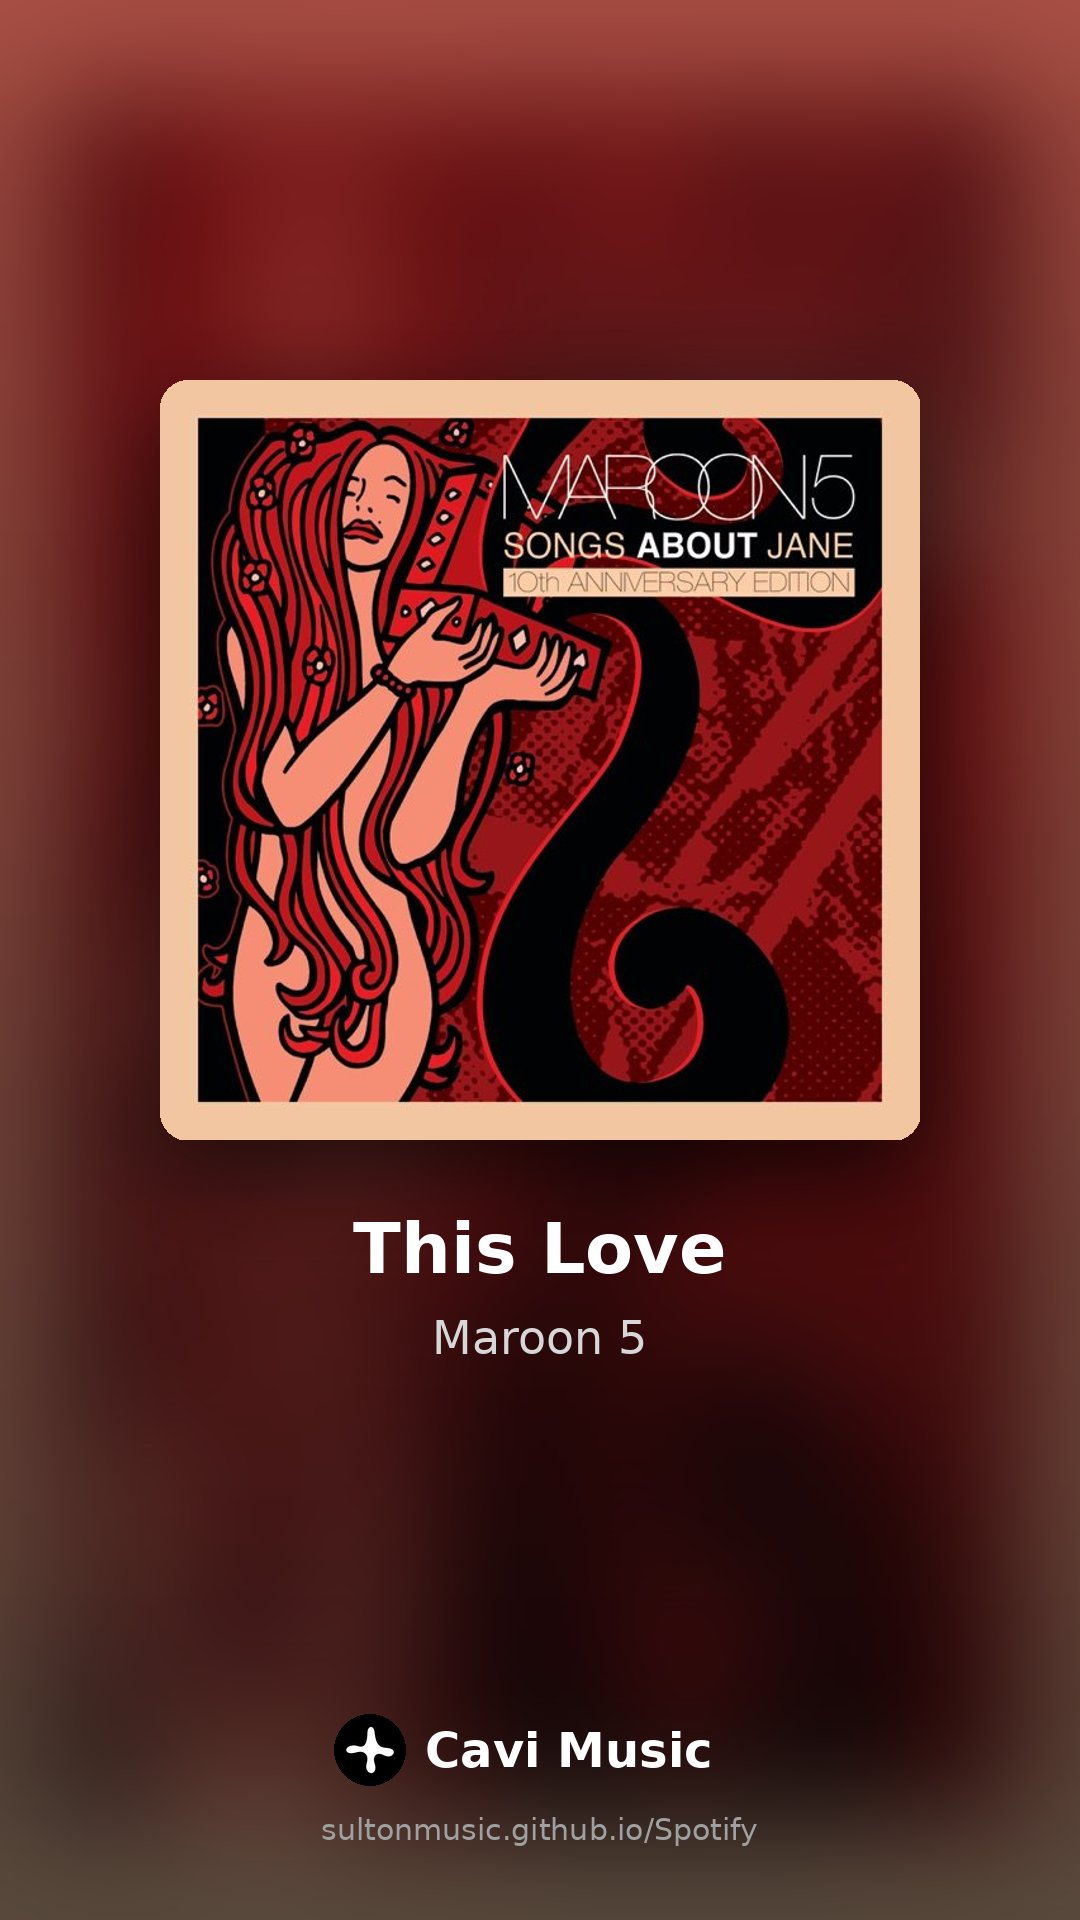 MAROON5
SONGS ABOUT JANE
10th ANNIVERSARY EDITION
This Love
Maroon 5
Cavi Music
sultonmusic.github.io/Spotify